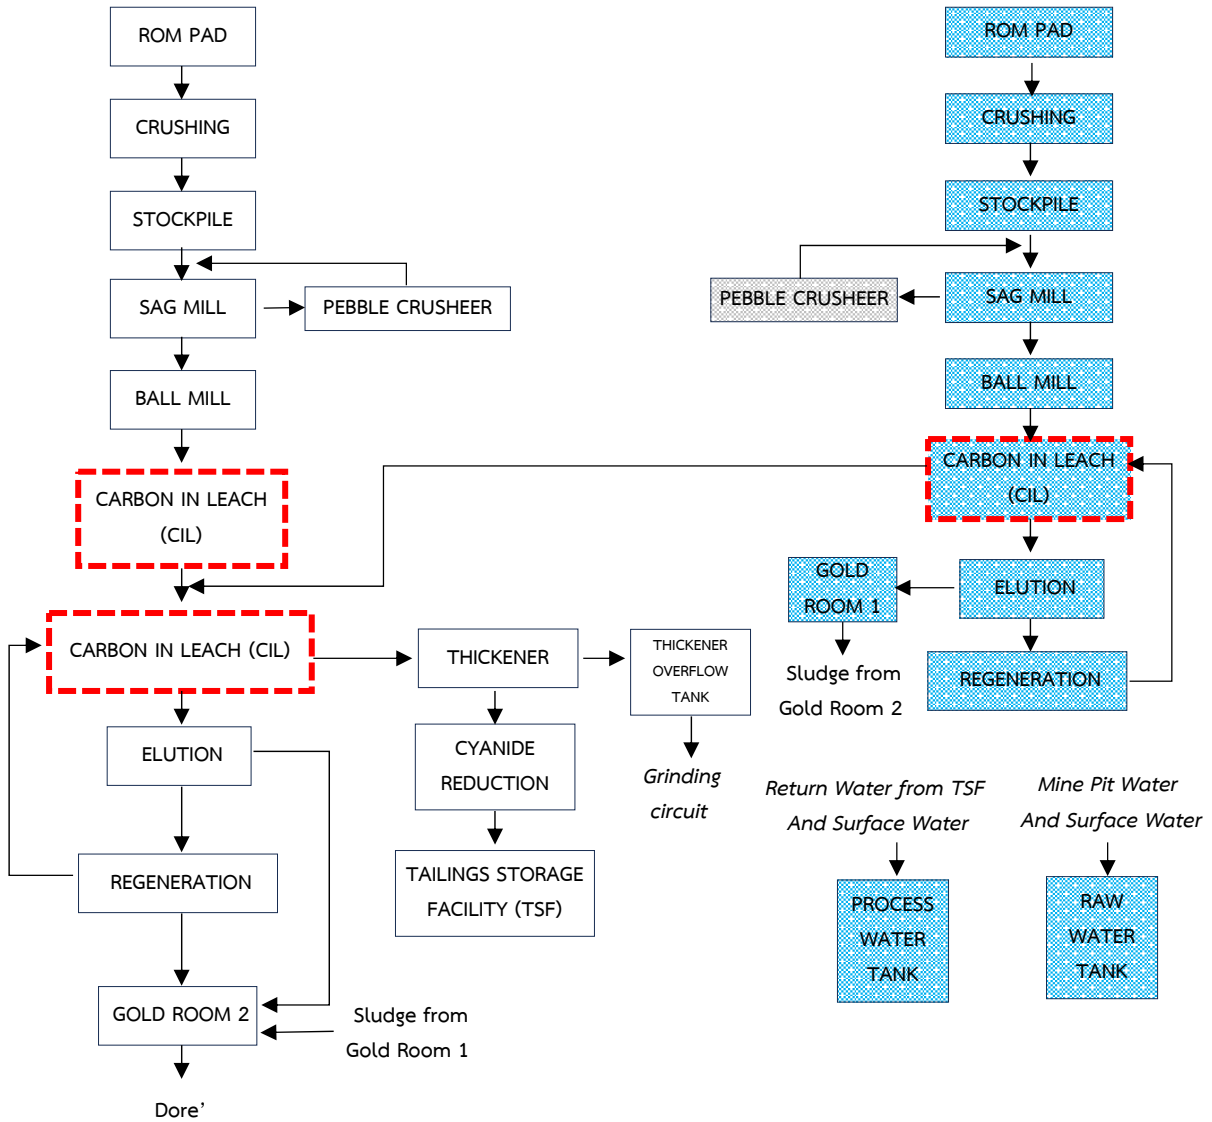 ROM PAD
CRUSHING
STOCKPILE
SAG MILL
PEBBLE CRUSHEER
BALL MILL
CARBON IN LEACH
(CIL)
CARBON IN LEACH (CIL)
ELUTION
REGENERATION
GOLD ROOM 2
Sludge from
Gold Room 1
Dore’
THICKENER
CYANIDE
REDUCTION
TAILINGS STORAGE
FACILITY (TSF)
THICKENER
OVERFLOW
TANK
Grinding
circuit
ROM PAD
CRUSHING
STOCKPILE
PEBBLE CRUSHEER
SAG MILL
BALL MILL
CARBON IN LEACH
(CIL)
GOLD
ROOM 1
ELUTION
Sludge from
Gold Room 2
REGENERATION
Return Water from TSF
And Surface Water
PROCESS
WATER
TANK
Mine Pit Water
And Surface Water
RAW
WATER
TANK